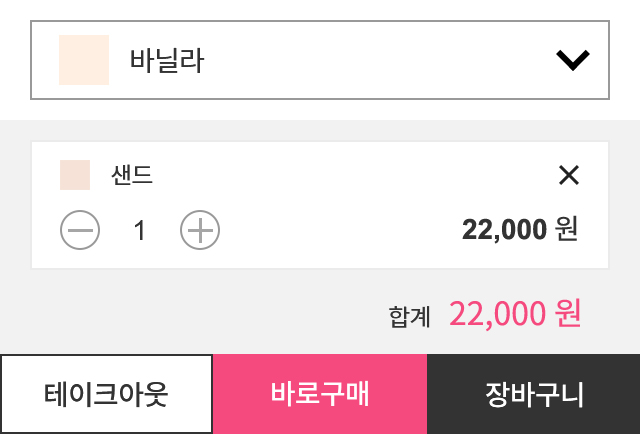 바닐라
샌드
1 22,000 원
합계 22,000 원
테이크아웃 바로구매 장바구니